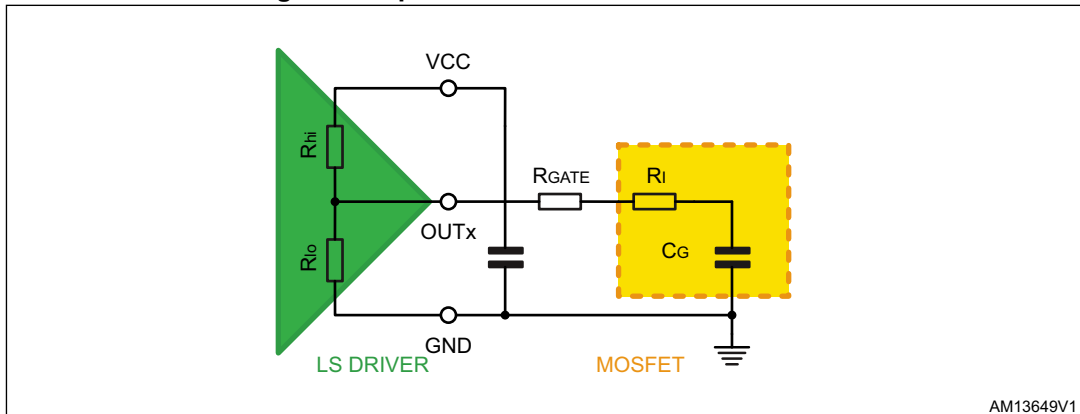 VCC
Rhi
RGATE
RI
OUTx
Rlo
CG
GND
LS DRIVER
MOSFET
AM13649V1